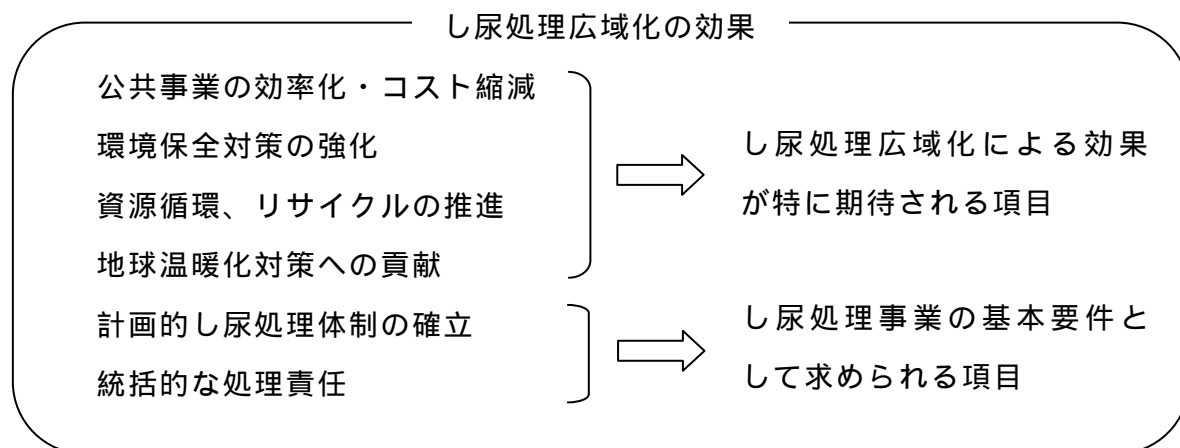 し尿処理広域化の効果
公共事業の効率化・コスト縮減
環境保全対策の強化
資源循環、リサイクルの推進
地球温暖化対策への貢献
し尿処理広域化による効果
が特に期待される項目
計画的し尿処理体制の確立
統括的な処理責任
し尿処理事業の基本要件と
して求められる項目